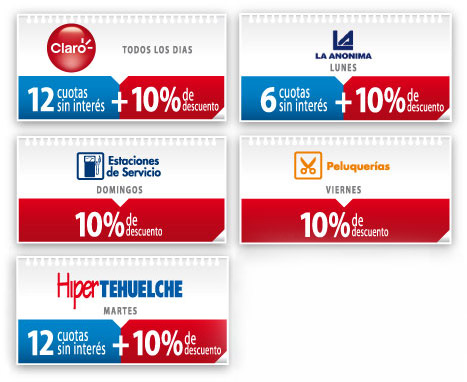 Claro
TODOS LOS DIAS
12 cuotas sin interés + 10% de descuento
LA ANONIMA
LUNES
6 cuotas sin interés + 10% de descuento
Estaciones
de Servicio
DOMINGOS
10% de descuento
Peluquerías
VIERNES
10% de descuento
HiperTEHUELCHE
MARTES
12 cuotas sin interés + 10% de descuento